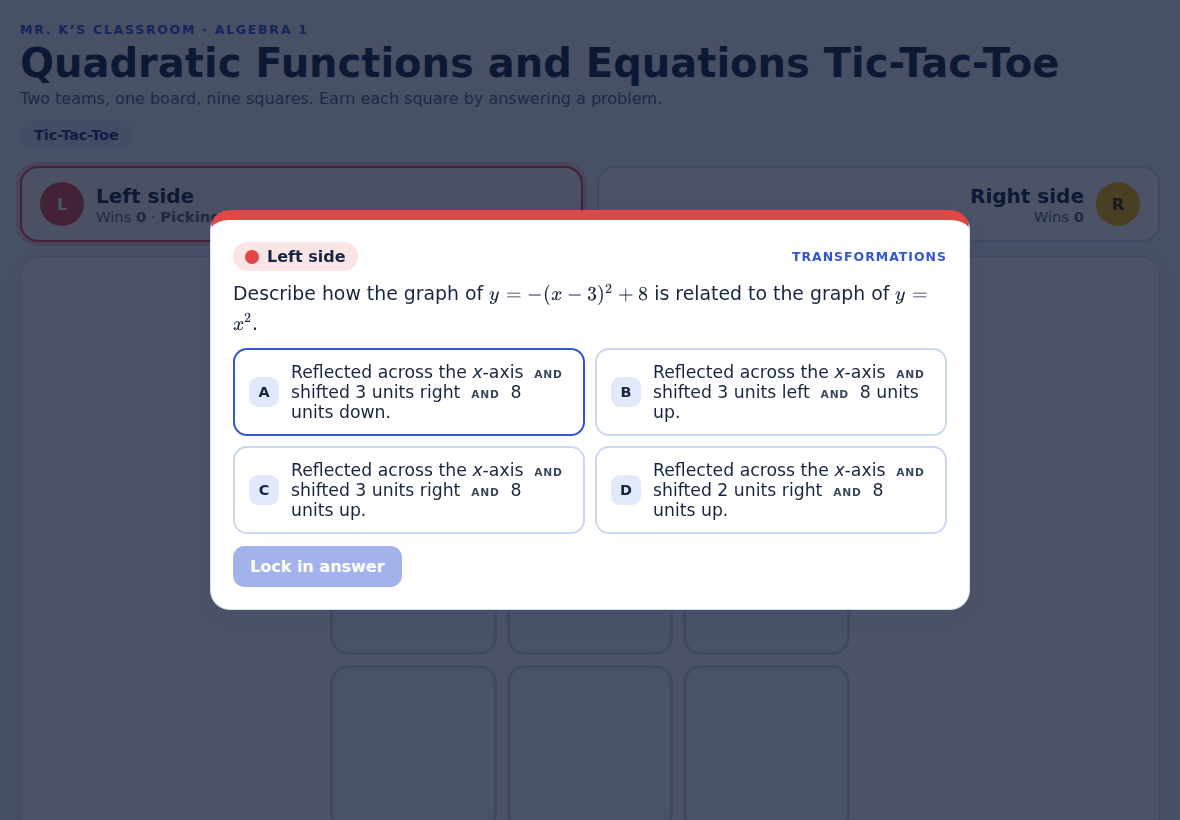 MR. K’S CLASSROOM · ALGEBRA 1
Quadratic Functions and Equations Tic-Tac-Toe
Two teams, one board, nine squares. Earn each square by answering a problem.
Tic-Tac-Toe
L
Left side
Wins 0 · Picking
Right side
Wins 0
R
Left side
TRANSFORMATIONS
Describe how the graph of y = −(x − 3)² + 8 is related to the graph of y =
x².
A
Reflected across the x-axis AND
shifted 3 units right AND 8
units down.
B
Reflected across the x-axis AND
shifted 3 units left AND 8 units
up.
C
Reflected across the x-axis AND
shifted 3 units right AND 8
units up.
D
Reflected across the x-axis AND
shifted 2 units right AND 8
units up.
Lock in answer